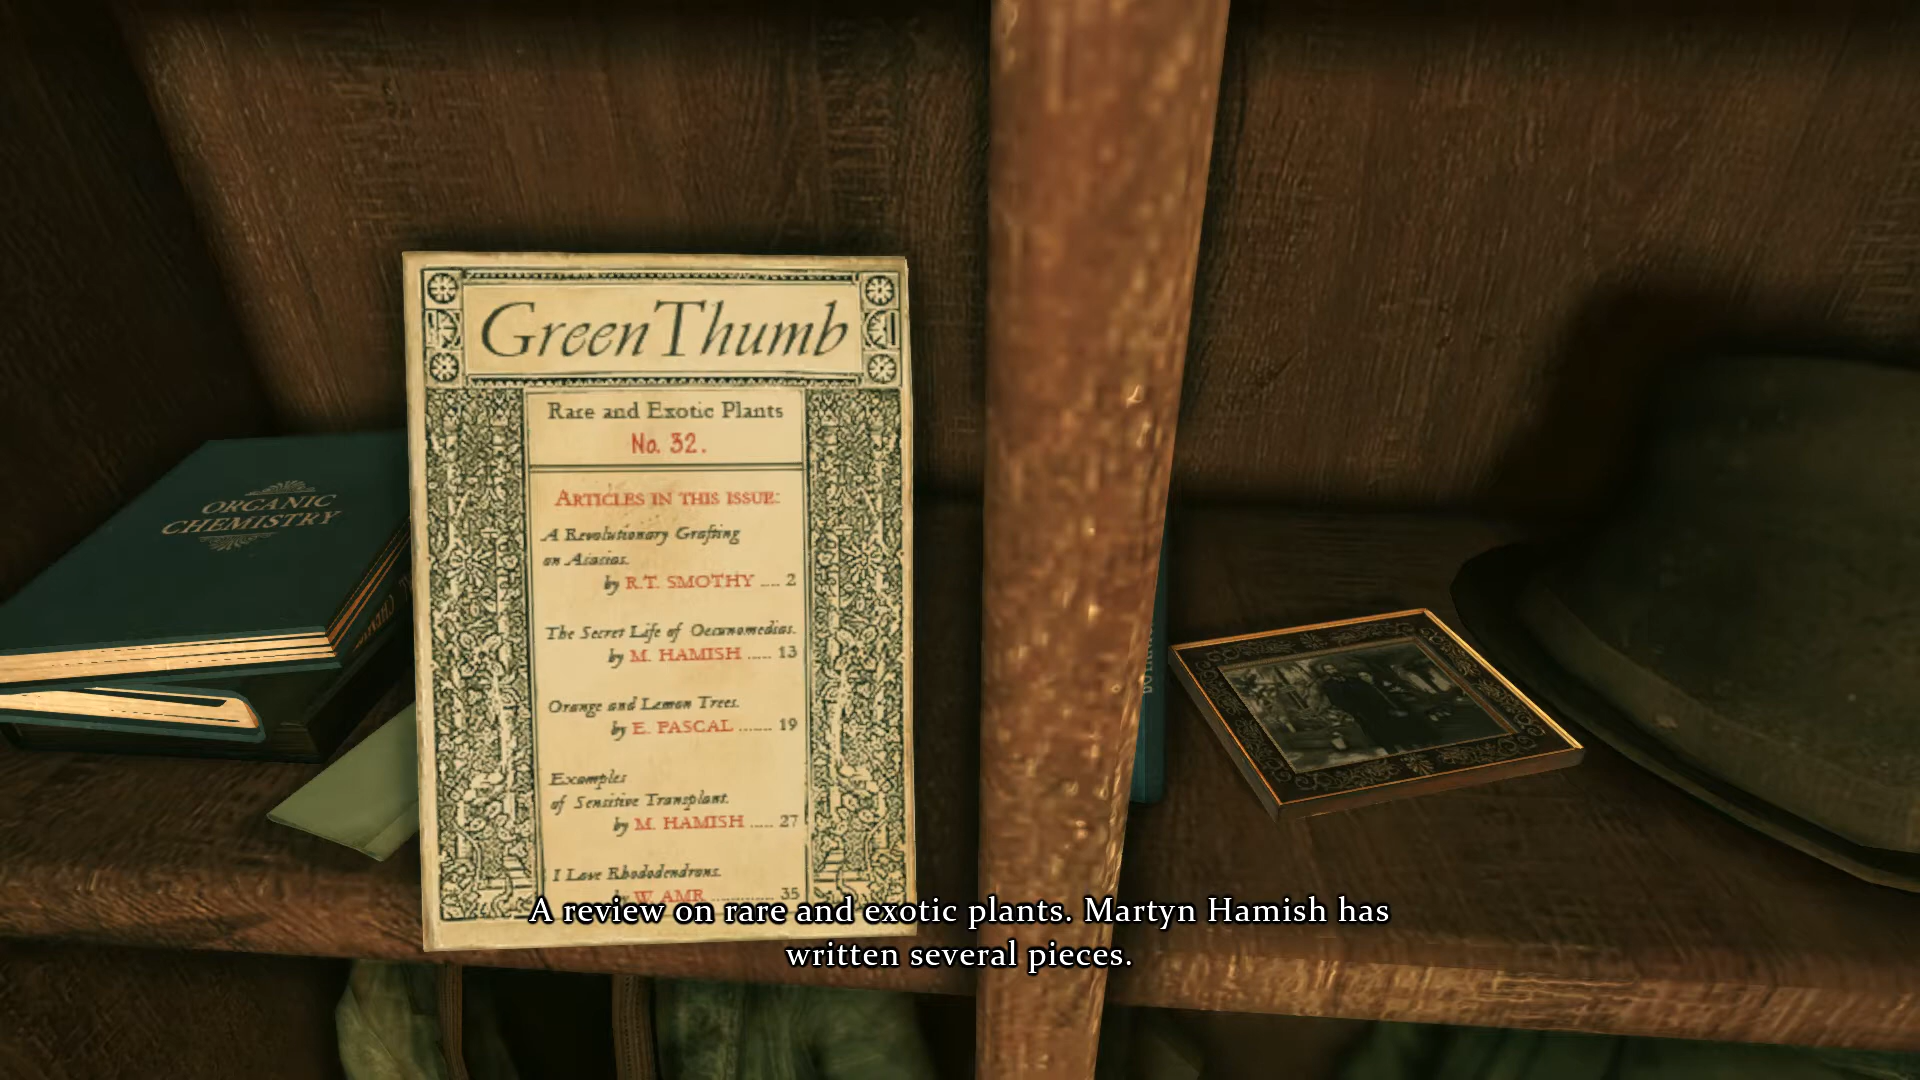 Green Thumb
Rare and Exotic Plants
No. 32.
ARTICLES IN THIS ISSUE:
A Revolutionary Grafting
on Asasias.
by R.T. SMOTHY ..... 2
The Secret Life of Oecunomedias.
by M. HAMISH ..... 13
Orange and Lemon Trees.
by E. PASCAL ....... 19
Examples
of Sensitive Transplant.
by M. HAMISH ..... 27
I Love Rhododendrons.
by W. AMR ............. 35
ORGANIC
CHEMISTRY
A review on rare and exotic plants. Martyn Hamish has
written several pieces.